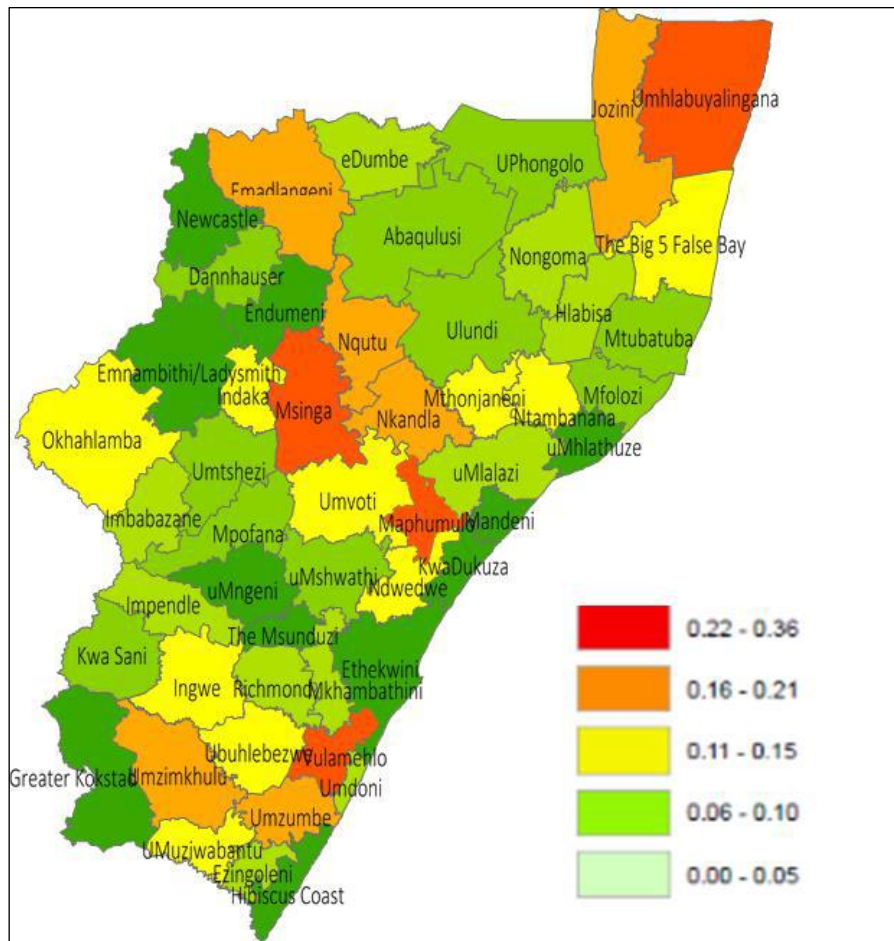 Jozini
Umhlabuyalingana
eDumbe
UPhongolo
Emadlangeni
Newcastle
Abaqulusi
Nongoma
The Big 5 False Bay
Dannhauser
Endumeni
Hlabisa
Ulundi
Nqutu
Mtubatuba
Emnambithi/Ladysmith
Indaka
Msinga
Nkandla
Mthonjaneni
Mfolozi
Ntambanana
Okhahlamba
uMhlathuze
Umtshezi
uMlalazi
Umvoti
Imbabazane
Mpofana
Maphumulo
Mandeni
KwaDukuza
uMshwathi
Ndwedwe
uMngeni
Impendle
The Msunduzi
Kwa Sani
Ethekwini
Ingwe
Richmond
Mkhambathini
Ubuhlebezwe
Vulamehlo
Greater Kokstad
Umzimkhulu
Umdoni
Umzumbe
UMuziwabantu
Ezingoleni
Hibiscus Coast
0.22 - 0.36
0.16 - 0.21
0.11 - 0.15
0.06 - 0.10
0.00 - 0.05